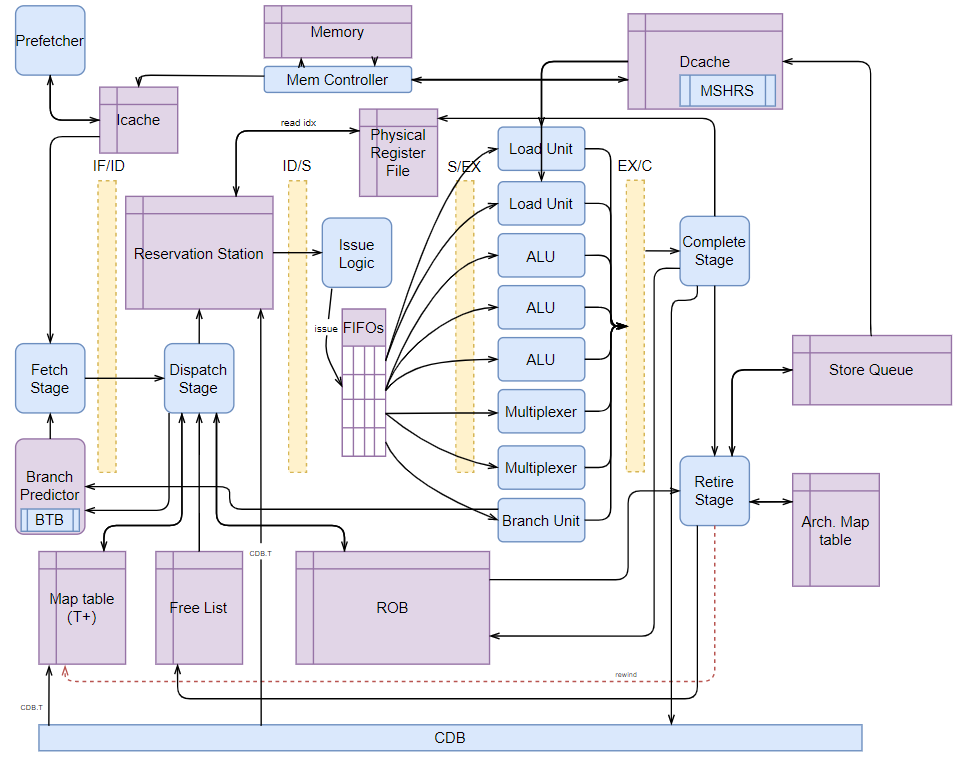 Prefetcher
Memory
Mem Controller
Dcache
MSHRS
Icache
read idx
Physical
Register
File
Load Unit
IF/ID
ID/S
S/EX
EX/C
Load Unit
Reservation Station
Issue
Logic
ALU
Complete
Stage
issue
FIFOs
ALU
ALU
Fetch
Stage
Dispatch
Stage
Store Queue
Multiplexer
Multiplexer
Branch
Predictor
BTB
Branch Unit
Retire
Stage
Arch. Map
table
CDB.T
Map table
(T+)
Free List
ROB
rewind
CDB.T
CDB